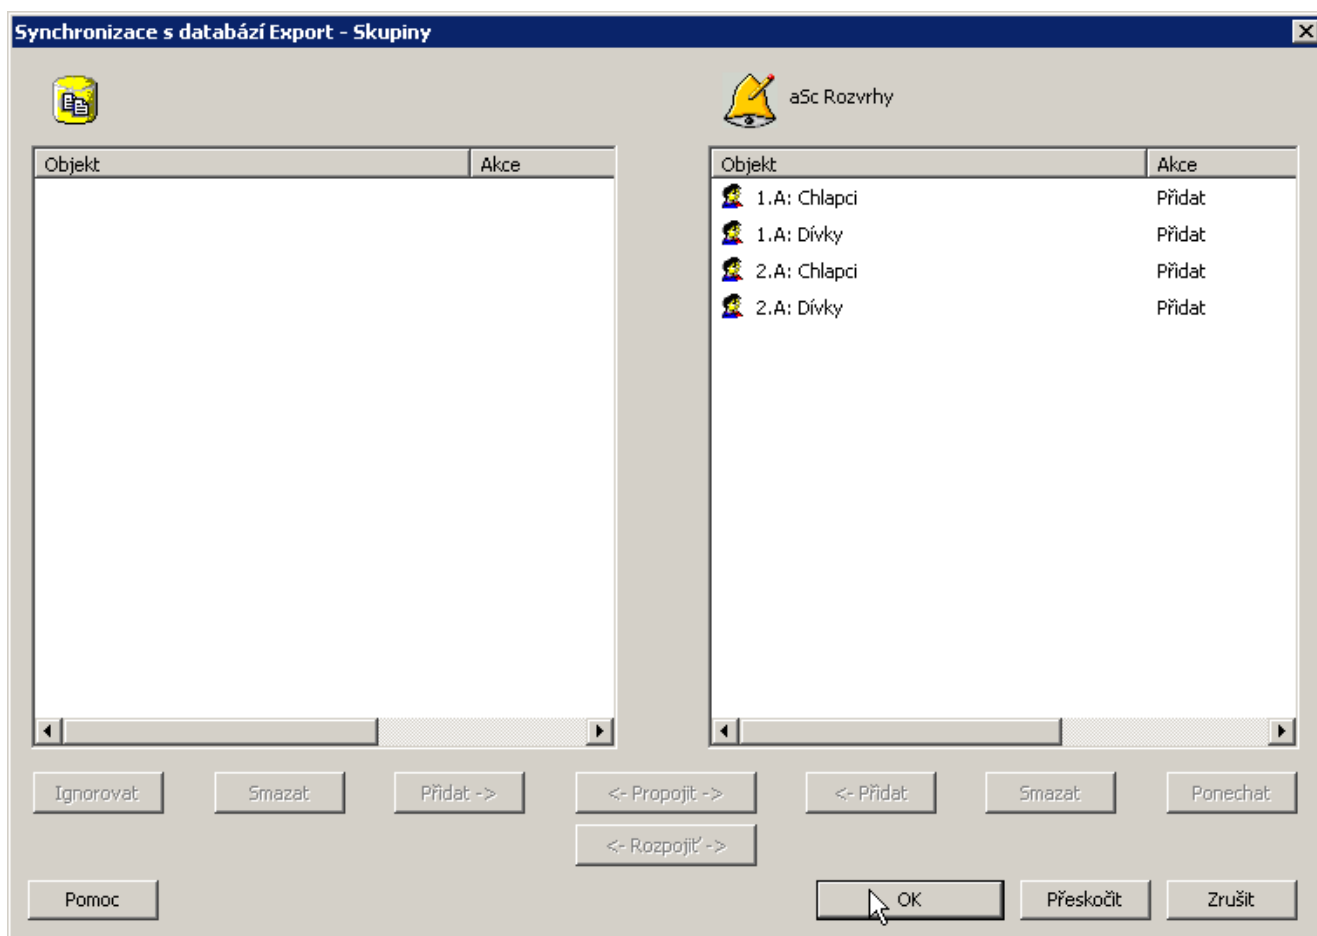 Synchronizace s databází Export - Skupiny
aSc Rozvrhy
Objekt Akce
Objekt Akce
1.A: Chlapci Přidat
1.A: Dívky Přidat
2.A: Chlapci Přidat
2.A: Dívky Přidat
Ignorovat Smazat Přidat -> <- Propojit -> <- Přidat Smazat Ponechat
<- Rozpojiť ->
Pomoc OK Přeskočit Zrušit